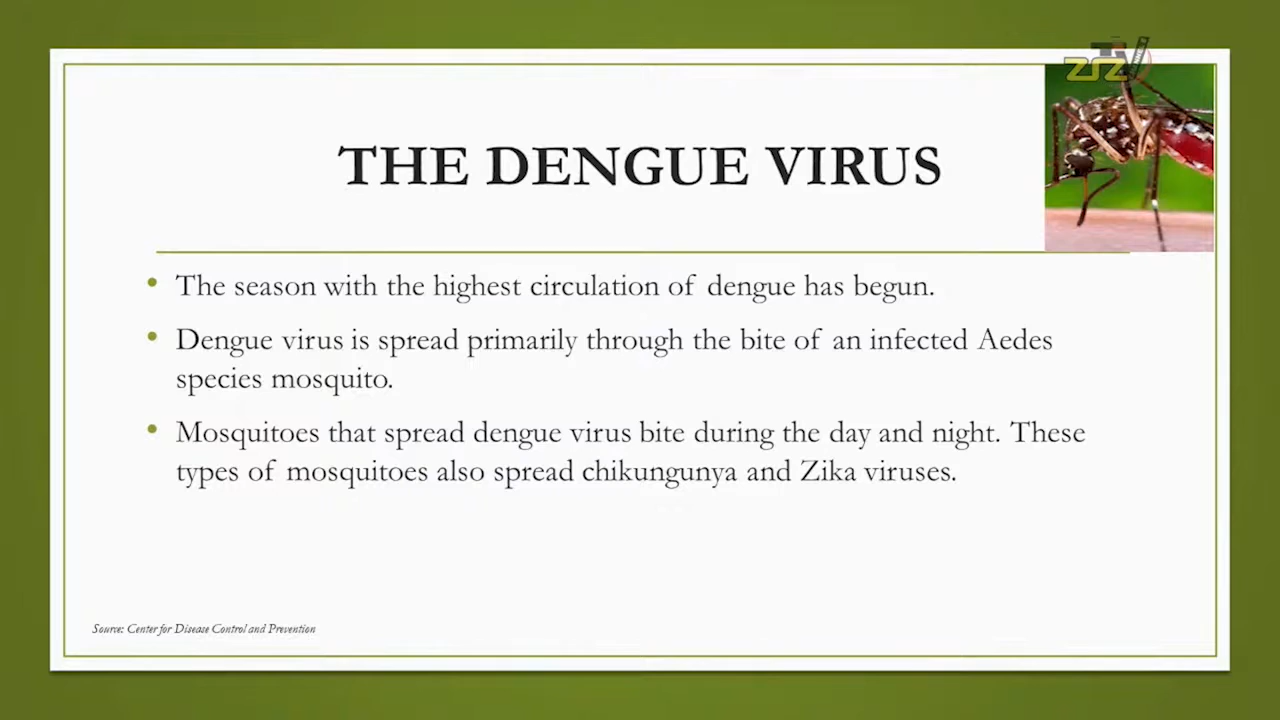 ZIZ TV
THE DENGUE VIRUS
• The season with the highest circulation of dengue has begun.
• Dengue virus is spread primarily through the bite of an infected Aedes
species mosquito.
• Mosquitoes that spread dengue virus bite during the day and night. These
types of mosquitoes also spread chikungunya and Zika viruses.
Source: Center for Disease Control and Prevention